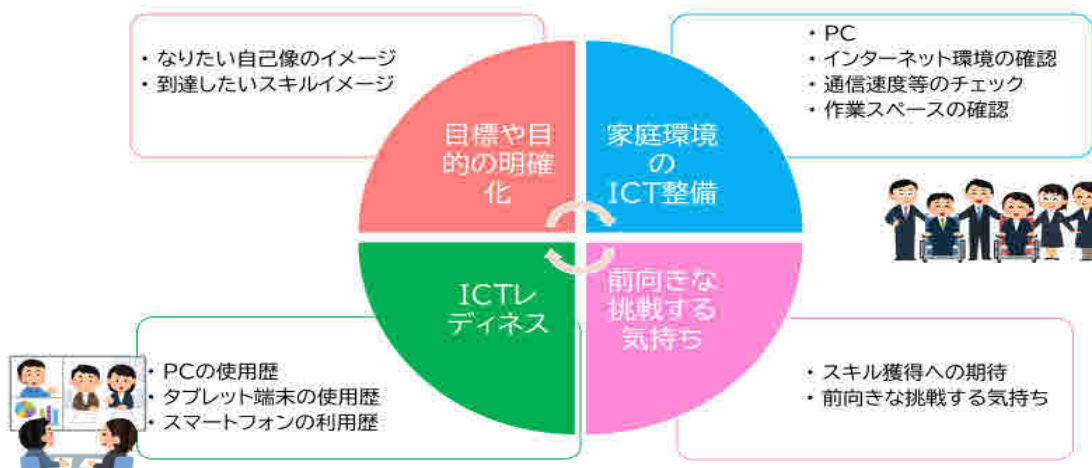 ・なりたい自己像のイメージ
・到達したいスキルイメージ
目標や目
的の明確
化
・PC
・インターネット環境の確認
・通信速度等のチェック
・作業スペースの確認
家庭環境
の
ICT整備
ICTレ
ディネス
・PCの使用歴
・タブレット端末の使用歴
・スマートフォンの利用歴
前向きな
挑戦する
気持ち
・スキル獲得への期待
・前向きな挑戦する気持ち